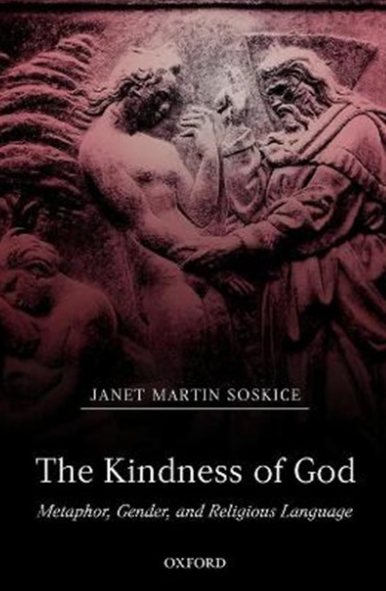 JANET MARTIN SOSKICE
The Kindness of God
Metaphor, Gender, and Religious Language
OXFORD